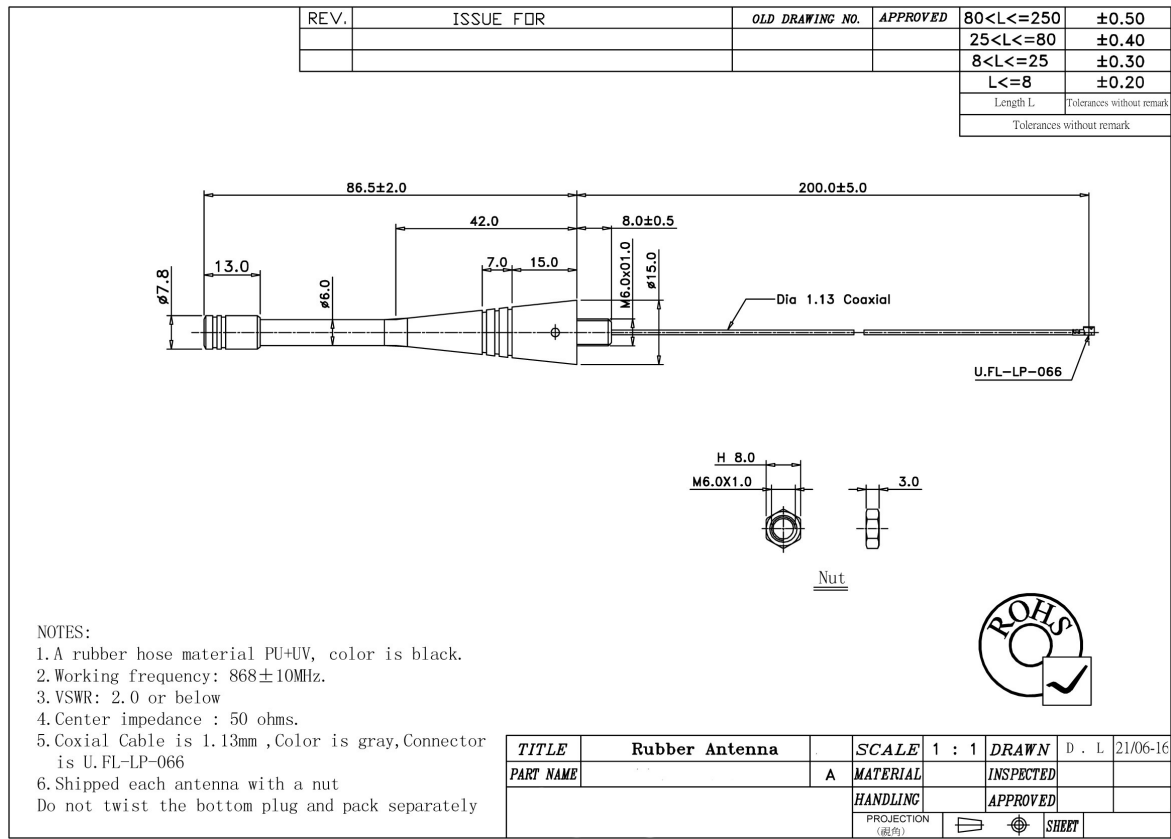 REV. ISSUE FOR OLD DRAWING NO. APPROVED 80<L<=250 ±0.50
25<L<=80 ±0.40
8<L<=25 ±0.30
L<=8 ±0.20
Length L Tolerances without remark
Tolerances without remark
86.5±2.0 200.0±5.0
42.0 8.0±0.5
13.0 7.0 15.0
ø7.8 ø6.0 M6.0x01.0 ø15.0
Dia 1.13 Coaxial
U.FL-LP-066
H 8.0
M6.0X1.0 3.0
Nut
ROHS
NOTES:
1.A rubber hose material PU+UV, color is black.
2.Working frequency: 868±10MHz.
3.VSWR: 2.0 or below
4.Center impedance : 50 ohms.
5.Coxial Cable is 1.13mm ,Color is gray,Connector
is U.FL-LP-066
6.Shipped each antenna with a nut
Do not twist the bottom plug and pack separately
TITLE Rubber Antenna SCALE 1 : 1 DRAWN D . L 21/06-16
PART NAME A MATERIAL INSPECTED
HANDLING APPROVED
PROJECTION
(視角) SHEET